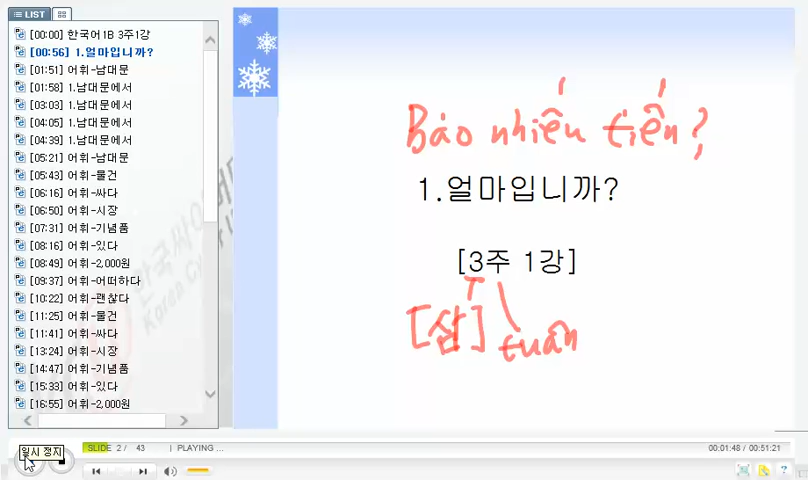 LIST
[00:00] 한국어1B 3주1강
[00:56] 1.얼마입니까?
[01:51] 어휘-남대문
[01:58] 1.남대문에서
[03:03] 1.남대문에서
[04:05] 1.남대문에서
[04:39] 1.남대문에서
[05:21] 어휘-남대문
[05:43] 어휘-물건
[06:16] 어휘-싸다
[06:50] 어휘-시장
[07:31] 어휘-기념품
[08:16] 어휘-있다
[08:49] 어휘-2,000원
[09:37] 어휘-어떠하다
[10:22] 어휘-괜찮다
[11:25] 어휘-물건
[11:41] 어휘-싸다
[13:24] 어휘-시장
[14:47] 어휘-기념품
[15:33] 어휘-있다
[16:55] 어휘-2,000원
Bao nhiếu tiến?
1.얼마입니까?
[3주 1강]
[삼] tuần
일시 정지
SLIDE 2 / 43 | PLAYING ...
00:01:48 / 00:51:21